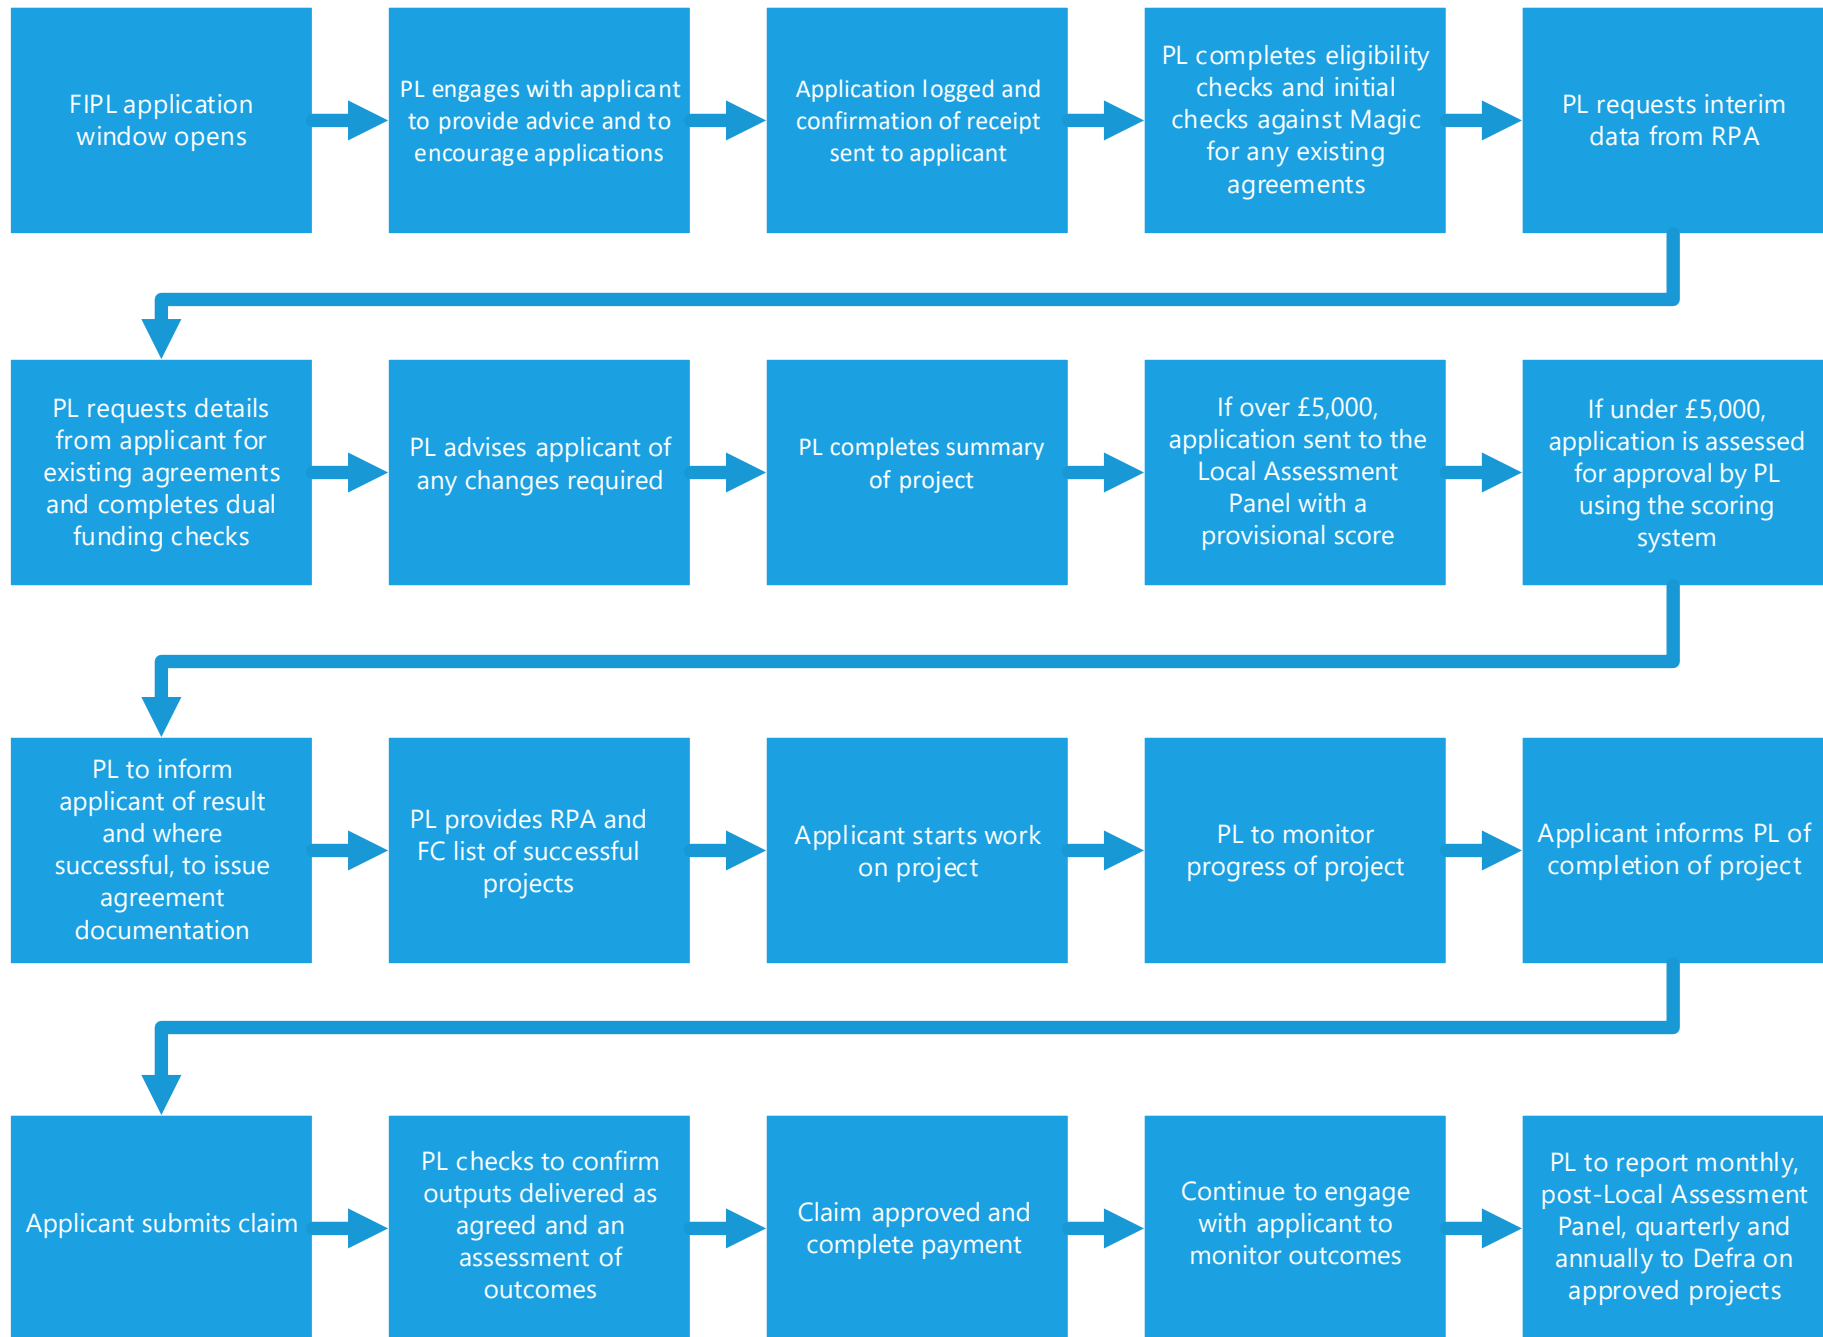 FIPL application
window opens
PL engages with applicant
to provide advice and to
encourage applications
Application logged and
confirmation of receipt
sent to applicant
PL completes eligibility
checks and initial
checks against Magic
for any existing
agreements
PL requests interim
data from RPA
PL requests details
from applicant for
existing agreements
and completes dual
funding checks
PL advises applicant of
any changes required
PL completes summary
of project
If over £5,000,
application sent to the
Local Assessment
Panel with a
provisional score
If under £5,000,
application is assessed
for approval by PL
using the scoring
system
PL to inform
applicant of result
and where
successful, to issue
agreement
documentation
PL provides RPA and
FC list of successful
projects
Applicant starts work
on project
PL to monitor
progress of project
Applicant informs PL of
completion of project
Applicant submits claim
PL checks to confirm
outputs delivered as
agreed and an
assessment of
outcomes
Claim approved and
complete payment
Continue to engage
with applicant to
monitor outcomes
PL to report monthly,
post-Local Assessment
Panel, quarterly and
annually to Defra on
approved projects